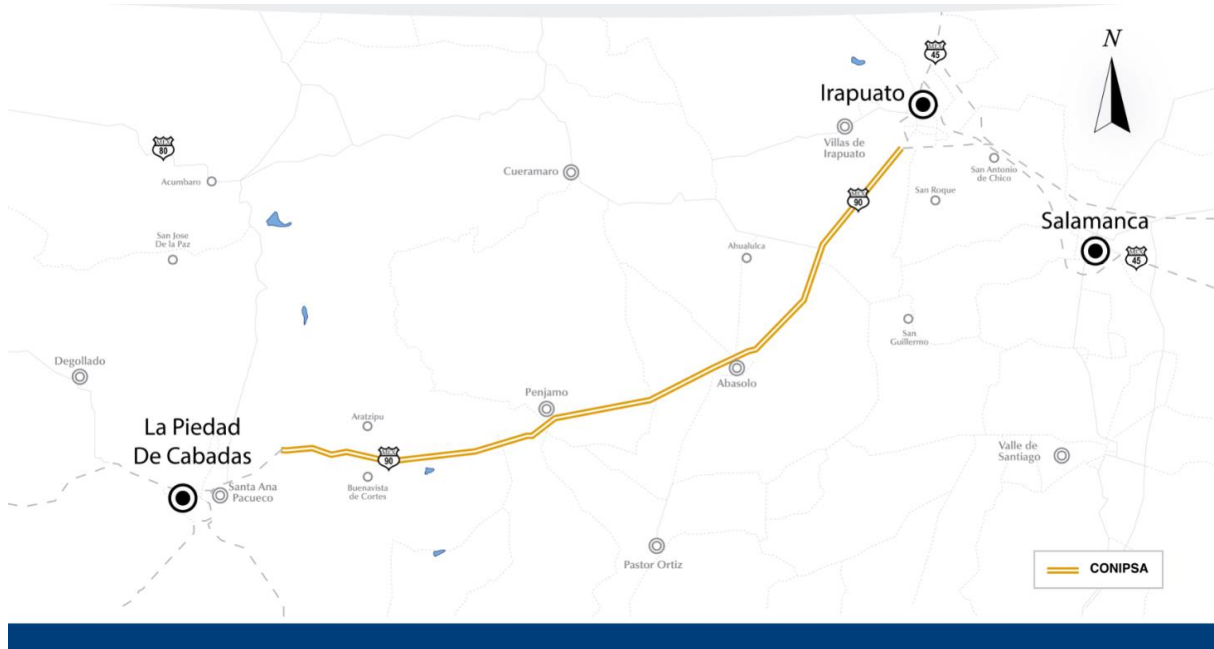 N
45
Irapuato
Villas de
Irapuato
80
Cueramaro
San Antonio
de Chico
Acumbaro
90
San Roque
Salamanca
San Jose
De la Paz
Ahualulca
45
San
Guillermo
Degollado
Abasolo
Penjamo
Aratzipu
La Piedad
De Cabadas
90
Valle de
Santiago
Santa Ana
Pacueco
Buenavista
de Cortes
Pastor Ortiz
CONIPSA